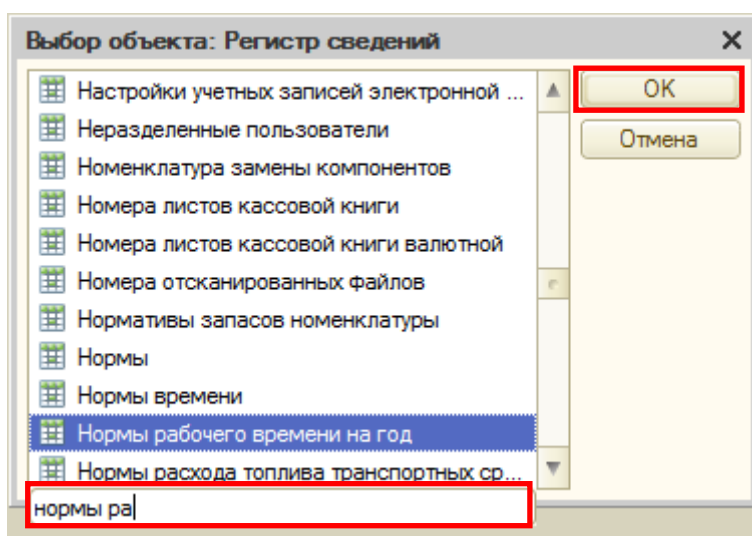 Выбор объекта: Регистр сведений
Настройки учетных записей электронной ...
Неразделенные пользователи
Номенклатура замены компонентов
Номера листов кассовой книги
Номера листов кассовой книги валютной
Номера отсканированных файлов
Нормативы запасов номенклатуры
Нормы
Нормы времени
Нормы рабочего времени на год
Нормы расхода топлива транспортных ср...
нормы ра
OK
Отмена